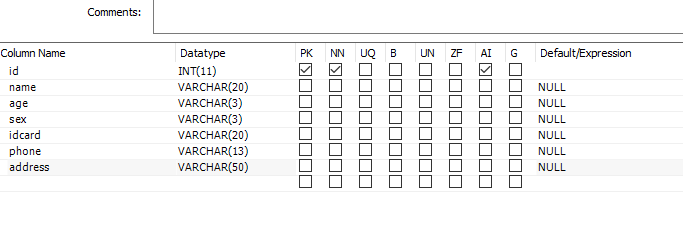 Comments:
Column Name Datatype PK NN UQ B UN ZF AI G Default/Expression
id INT(11)
name VARCHAR(20) NULL
age VARCHAR(3) NULL
sex VARCHAR(3) NULL
idcard VARCHAR(20) NULL
phone VARCHAR(13) NULL
address VARCHAR(50) NULL